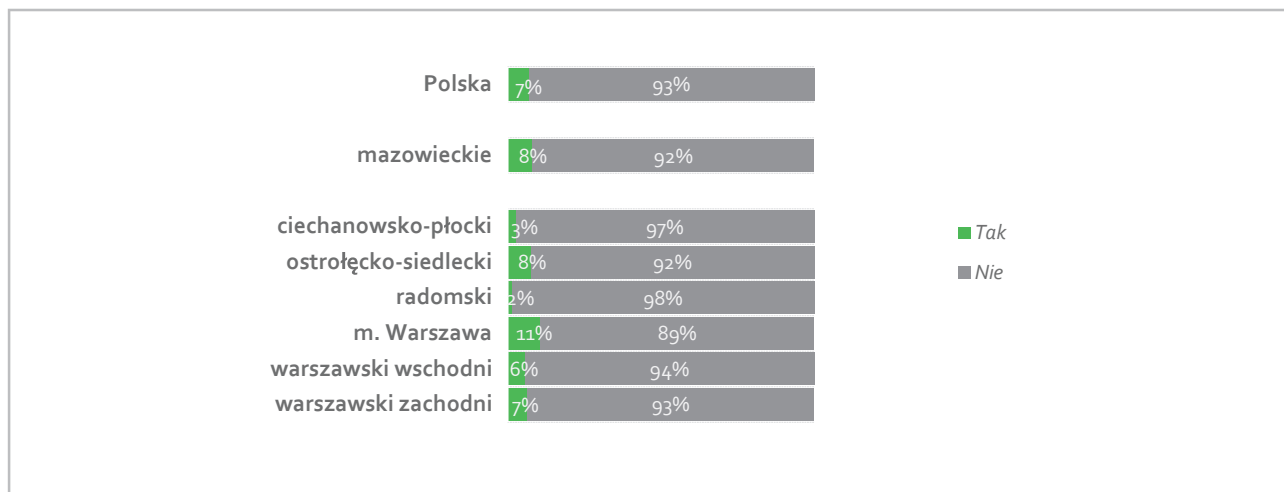 Polska 7% 93%
mazowieckie 8% 92%
ciechanowsko-płocki 3% 97%
ostrołęcko-siedlecki 8% 92%
radomski 2% 98%
m. Warszawa 11% 89%
warszawski wschodni 6% 94%
warszawski zachodni 7% 93%
Tak
Nie